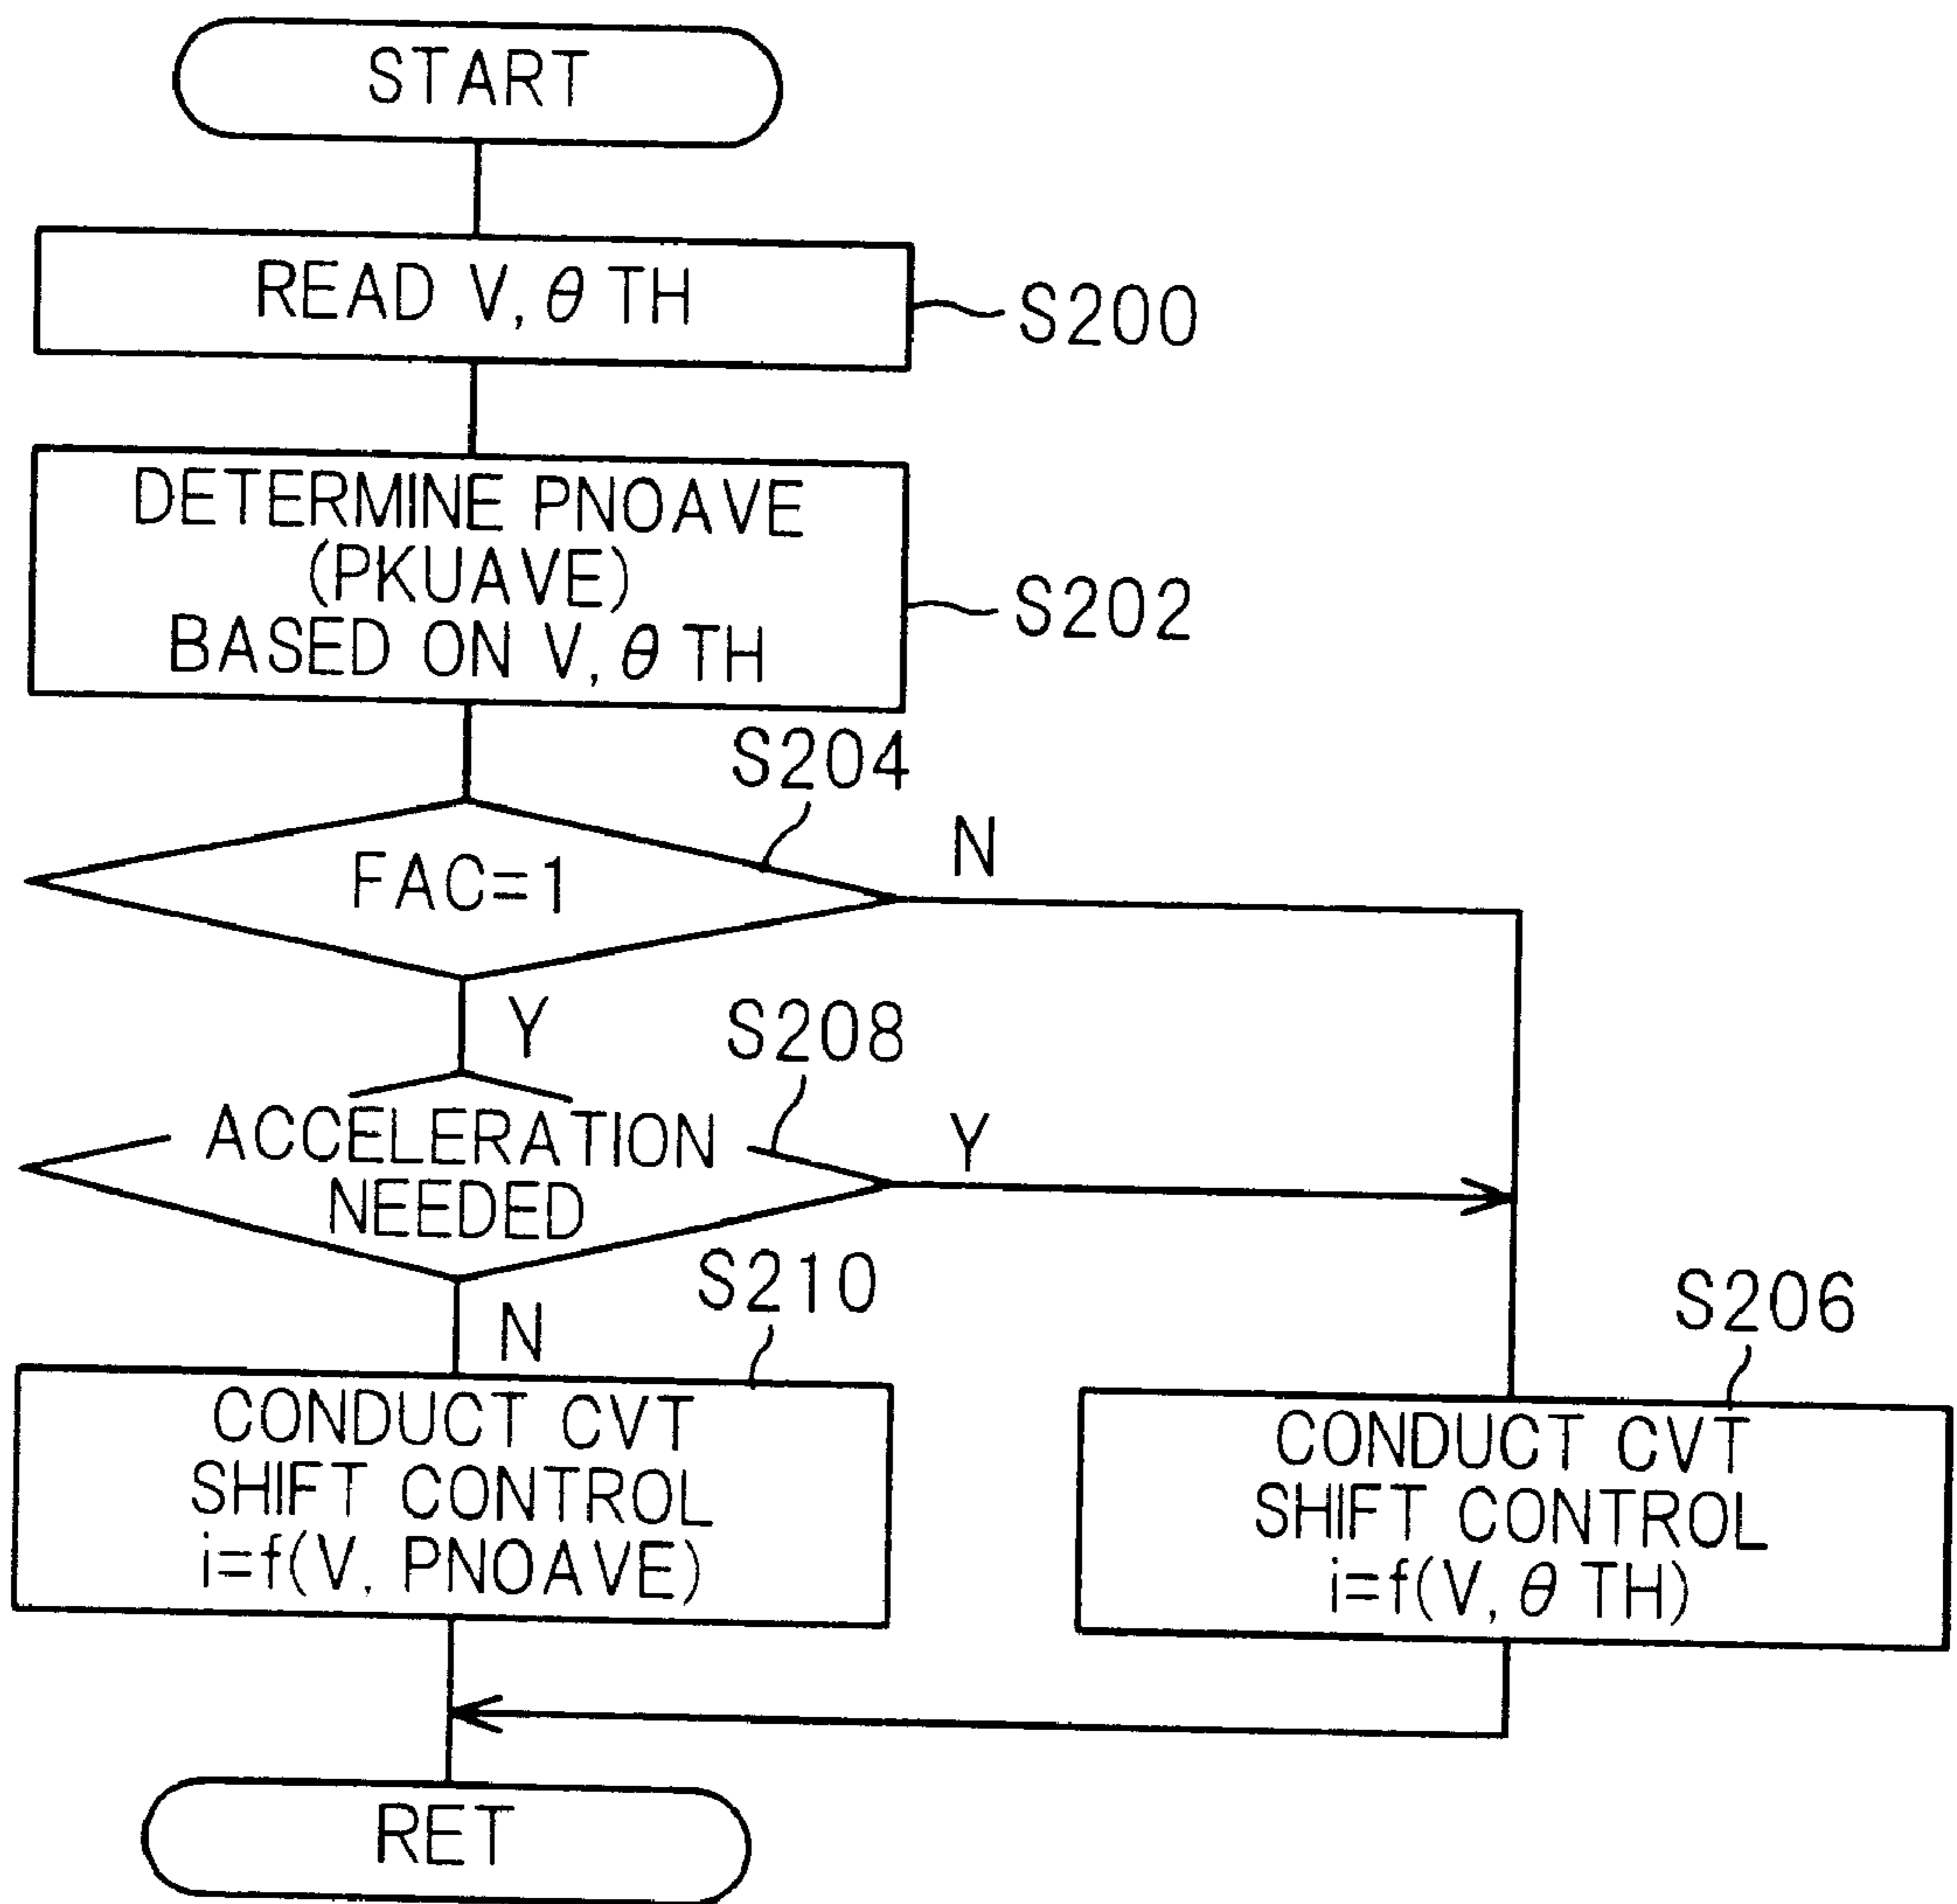 START
READ V, θ TH
S200
DETERMINE PNOAVE
(PKUAVE)
BASED ON V, θ TH
S202
S204
FAC=1
N
Y
S208
ACCELERATION
NEEDED
Y
N
S210
CONDUCT CVT
SHIFT CONTROL
i=f(V, PNOAVE)
S206
CONDUCT CVT
SHIFT CONTROL
i=f(V, θ TH)
RET